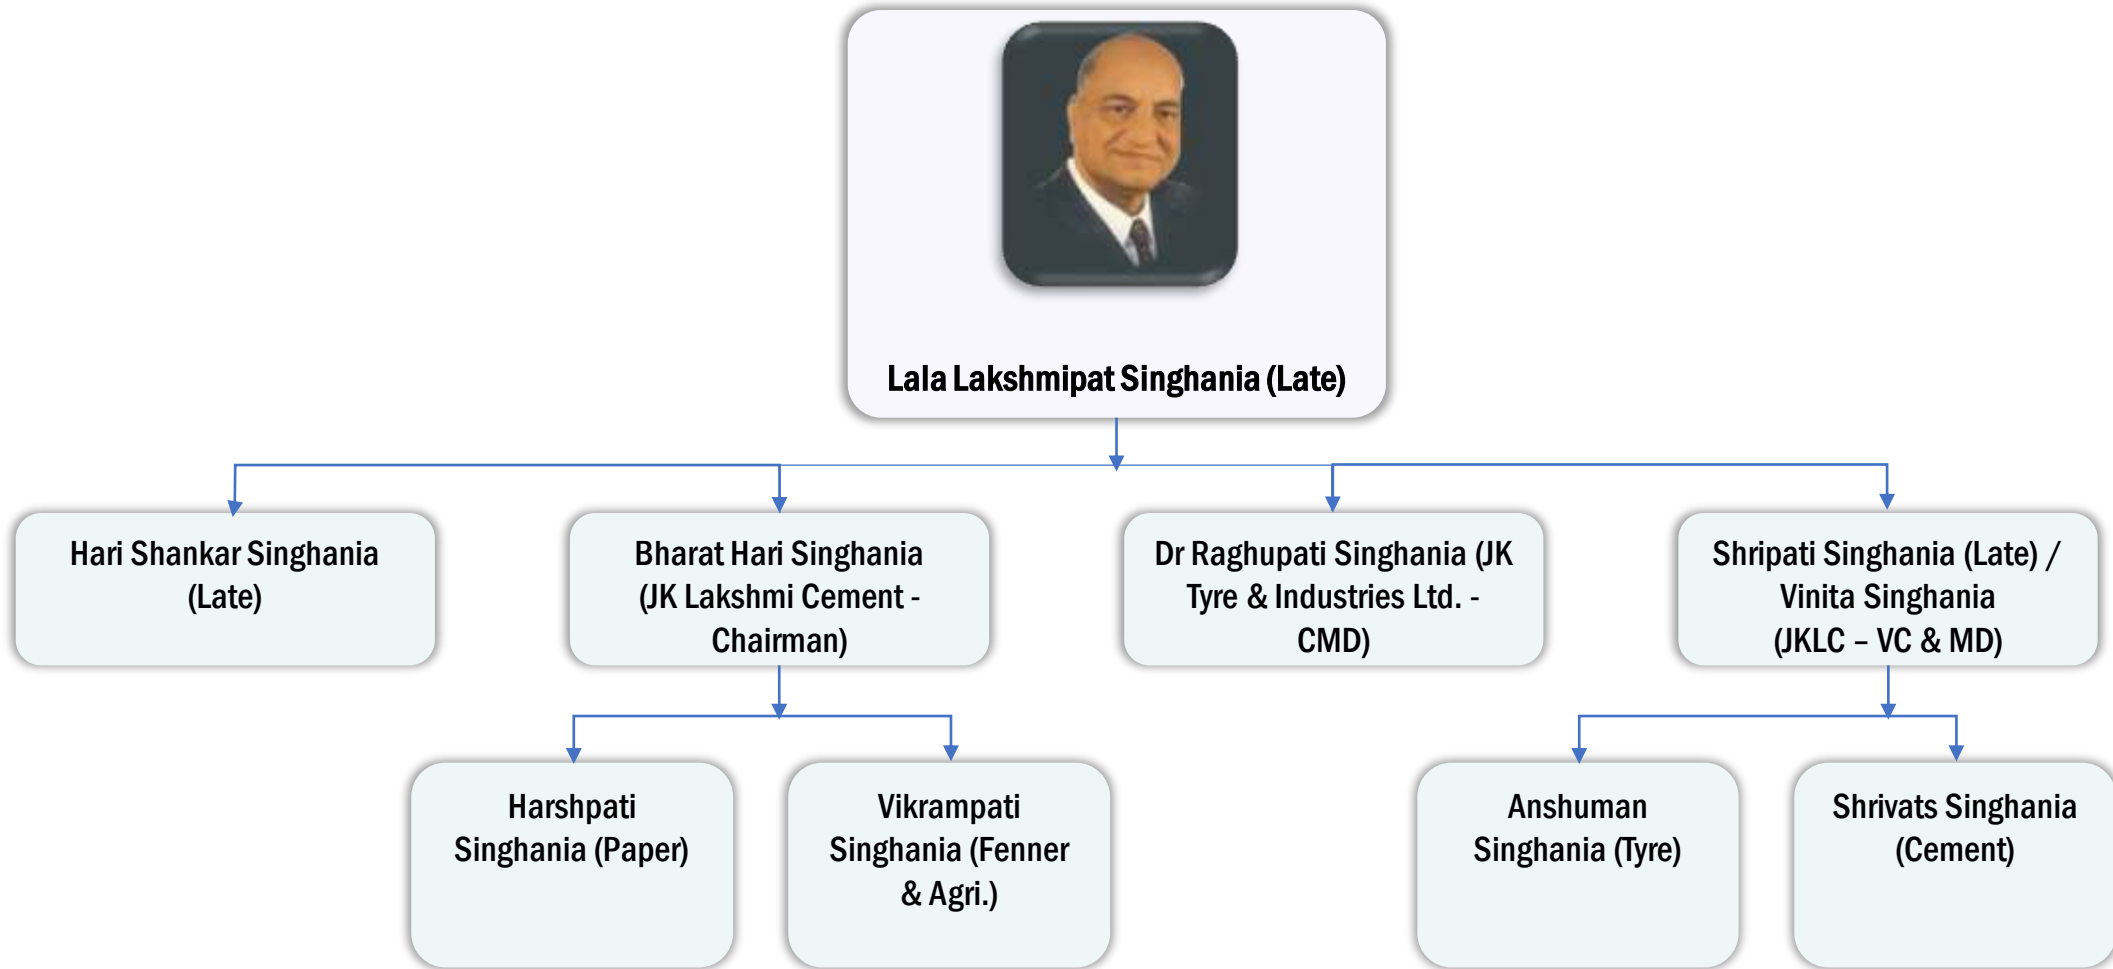 Lala Lakshmipat Singhania (Late)
Hari Shankar Singhania
(Late)
Bharat Hari Singhania
(JK Lakshmi Cement -
Chairman)
Dr Raghupati Singhania (JK
Tyre & Industries Ltd. -
CMD)
Shripati Singhania (Late) /
Vinita Singhania
(JKLC – VC & MD)
Harshpati
Singhania (Paper)
Vikrampati
Singhania (Fenner
& Agri.)
Anshuman
Singhania (Tyre)
Shrivats Singhania
(Cement)